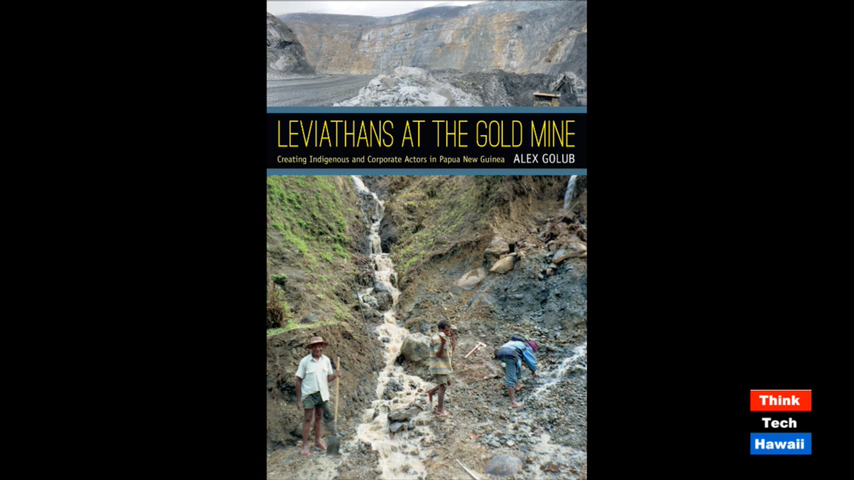 LEVIATHANS AT THE GOLD MINE
Creating Indigenous and Corporate Actors in Papua New Guinea ALEX GOLUB
Think
Tech
Hawaii